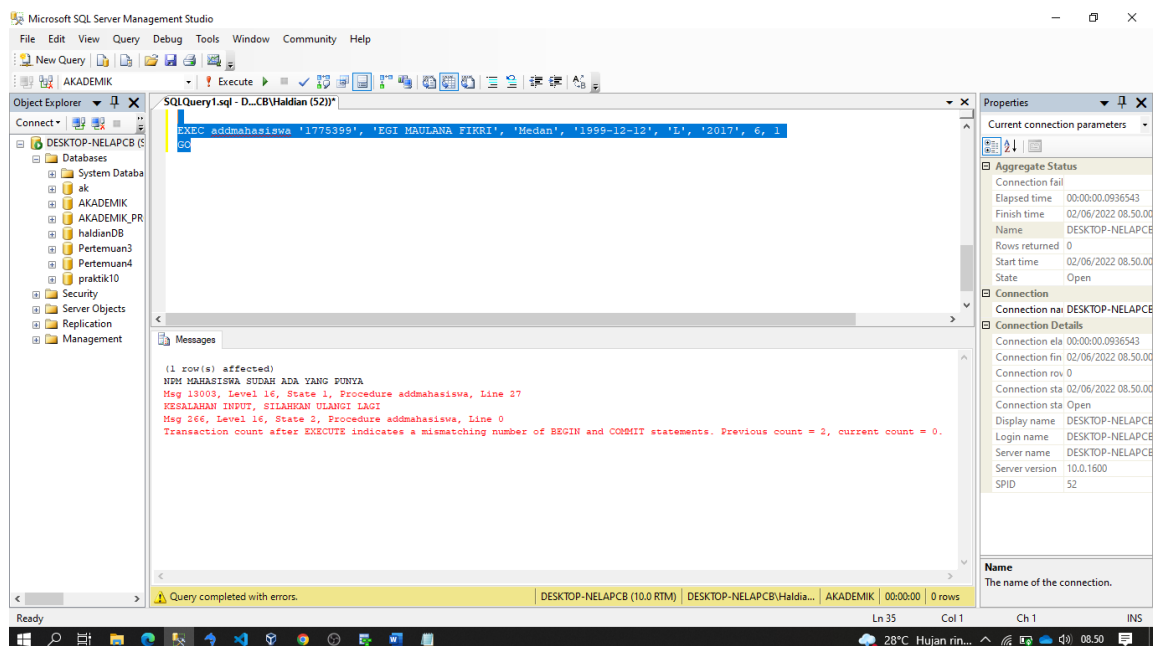 Microsoft SQL Server Management Studio
File Edit View Query Debug Tools Window Community Help
New Query
AKADEMIK Execute
Object Explorer
SQLQuery1.sql - D...CB\Haldian (52))*
Properties
Connect
DESKTOP-NELAPCB (S
Databases
System Databa
ak
AKADEMIK
AKADEMIK_PR
haldianDB
Pertemuan3
Pertemuan4
praktik10
Security
Server Objects
Replication
Management
EXEC addmahasiswa '1775399', 'EGI MAULANA FIKRI', 'Medan', '1999-12-12', 'L', '2017', 6, 1
GO
Messages
(1 row(s) affected)
NPM MAHASISWA SUDAH ADA YANG PUNYA
Msg 13003, Level 16, State 1, Procedure addmahasiswa, Line 27
KESALAHAN INPUT, SILAHKAN ULANGI LAGI
Msg 266, Level 16, State 2, Procedure addmahasiswa, Line 0
Transaction count after EXECUTE indicates a mismatching number of BEGIN and COMMIT statements. Previous count = 2, current count = 0.
Query completed with errors.
DESKTOP-NELAPCB (10.0 RTM)
DESKTOP-NELAPCB\Haldia...
AKADEMIK
00:00:00
0 rows
Current connection parameters
Aggregate Status
Connection fail
Elapsed time 00:00:00.0936543
Finish time 02/06/2022 08.50.00
Name DESKTOP-NELAPCB
Rows returned 0
Start time 02/06/2022 08.50.00
State Open
Connection
Connection nai DESKTOP-NELAPCB
Connection Details
Connection ela 00:00:00.0936543
Connection fin 02/06/2022 08.50.00
Connection rov 0
Connection sta 02/06/2022 08.50.00
Connection sta Open
Display name DESKTOP-NELAPCB
Login name DESKTOP-NELAPCB
Server name DESKTOP-NELAPCB
Server version 10.0.1600
SPID 52
Name
The name of the connection.
Ready
Ln 35
Col 1
Ch 1
INS
28°C Hujan rin...
08.50